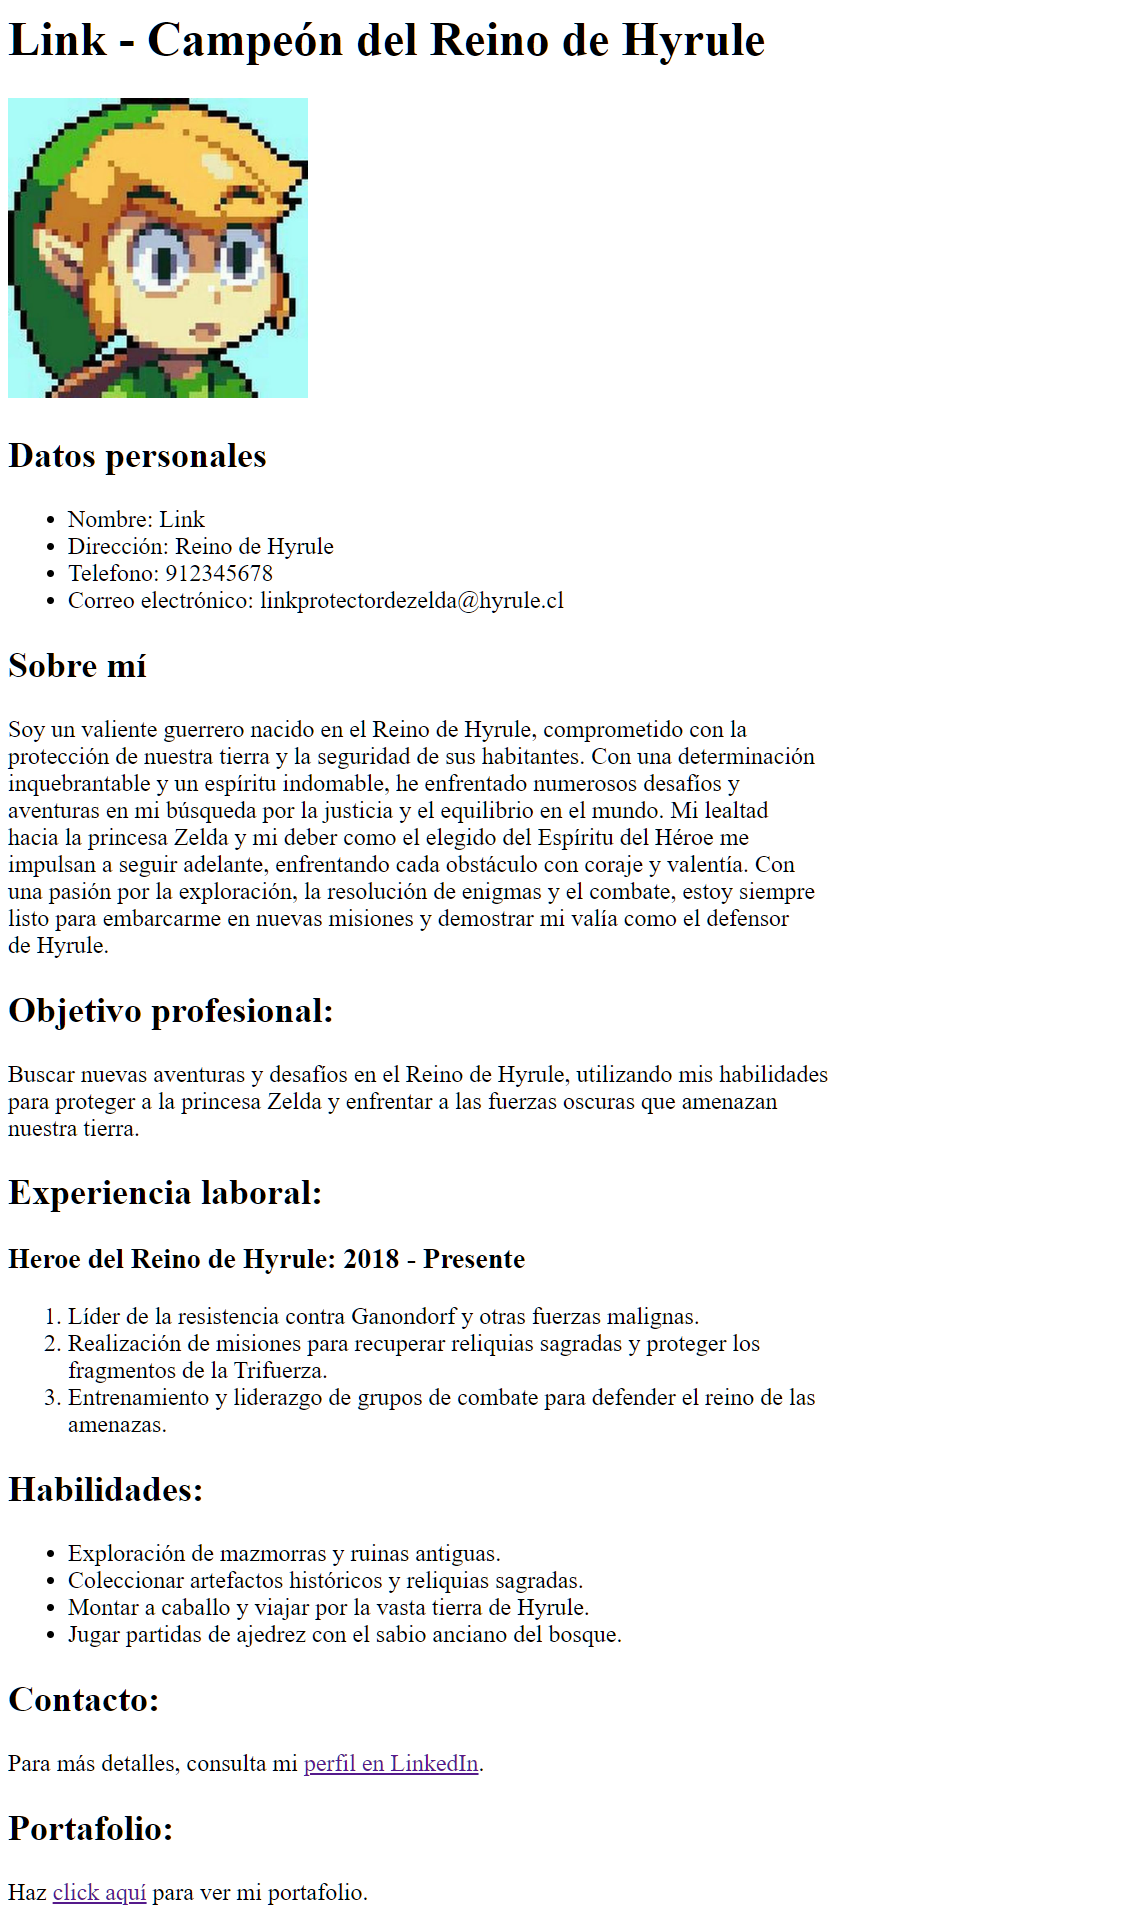 Link - Campeón del Reino de Hyrule
Datos personales
• Nombre: Link
• Dirección: Reino de Hyrule
• Telefono: 912345678
• Correo electrónico: linkprotectordezelda@hyrule.cl
Sobre mí
Soy un valiente guerrero nacido en el Reino de Hyrule, comprometido con la
protección de nuestra tierra y la seguridad de sus habitantes. Con una determinación
inquebrantable y un espíritu indomable, he enfrentado numerosos desafíos y
aventuras en mi búsqueda por la justicia y el equilibrio en el mundo. Mi lealtad
hacia la princesa Zelda y mi deber como el elegido del Espíritu del Héroe me
impulsan a seguir adelante, enfrentando cada obstáculo con coraje y valentía. Con
una pasión por la exploración, la resolución de enigmas y el combate, estoy siempre
listo para embarcarme en nuevas misiones y demostrar mi valía como el defensor
de Hyrule.
Objetivo profesional:
Buscar nuevas aventuras y desafíos en el Reino de Hyrule, utilizando mis habilidades
para proteger a la princesa Zelda y enfrentar a las fuerzas oscuras que amenazan
nuestra tierra.
Experiencia laboral:
Heroe del Reino de Hyrule: 2018 - Presente
1. Líder de la resistencia contra Ganondorf y otras fuerzas malignas.
2. Realización de misiones para recuperar reliquias sagradas y proteger los
fragmentos de la Trifuerza.
3. Entrenamiento y liderazgo de grupos de combate para defender el reino de las
amenazas.
Habilidades:
• Exploración de mazmorras y ruinas antiguas.
• Coleccionar artefactos históricos y reliquias sagradas.
• Montar a caballo y viajar por la vasta tierra de Hyrule.
• Jugar partidas de ajedrez con el sabio anciano del bosque.
Contacto:
Para más detalles, consulta mi perfil en LinkedIn.
Portafolio:
Haz click aquí para ver mi portafolio.